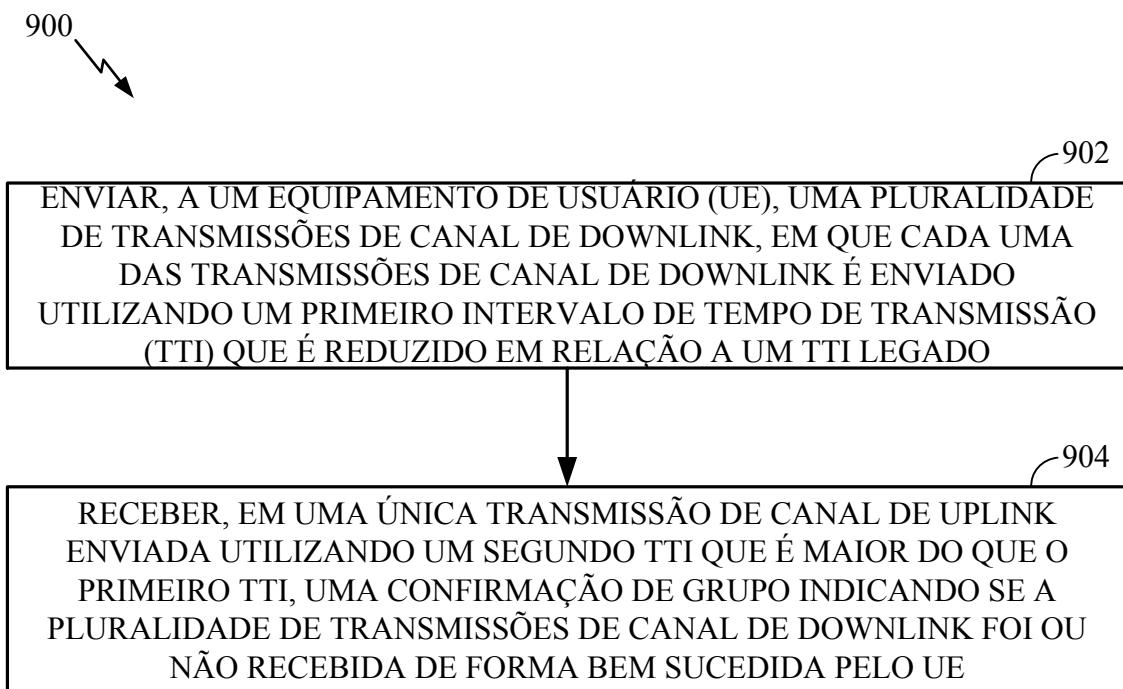 900
902
ENVIAR, A UM EQUIPAMENTO DE USUÁRIO (UE), UMA PLURALIDADE
DE TRANSMISSÕES DE CANAL DE DOWNLINK, EM QUE CADA UMA
DAS TRANSMISSÕES DE CANAL DE DOWNLINK É ENVIADO
UTILIZANDO UM PRIMEIRO INTERVALO DE TEMPO DE TRANSMISSÃO
(TTI) QUE É REDUZIDO EM RELAÇÃO A UM TTI LEGADO
904
RECEBER, EM UMA ÚNICA TRANSMISSÃO DE CANAL DE UPLINK
ENVIADA UTILIZANDO UM SEGUNDO TTI QUE É MAIOR DO QUE O
PRIMEIRO TTI, UMA CONFIRMAÇÃO DE GRUPO INDICANDO SE A
PLURALIDADE DE TRANSMISSÕES DE CANAL DE DOWNLINK FOI OU
NÃO RECEBIDA DE FORMA BEM SUCEDIDA PELO UE